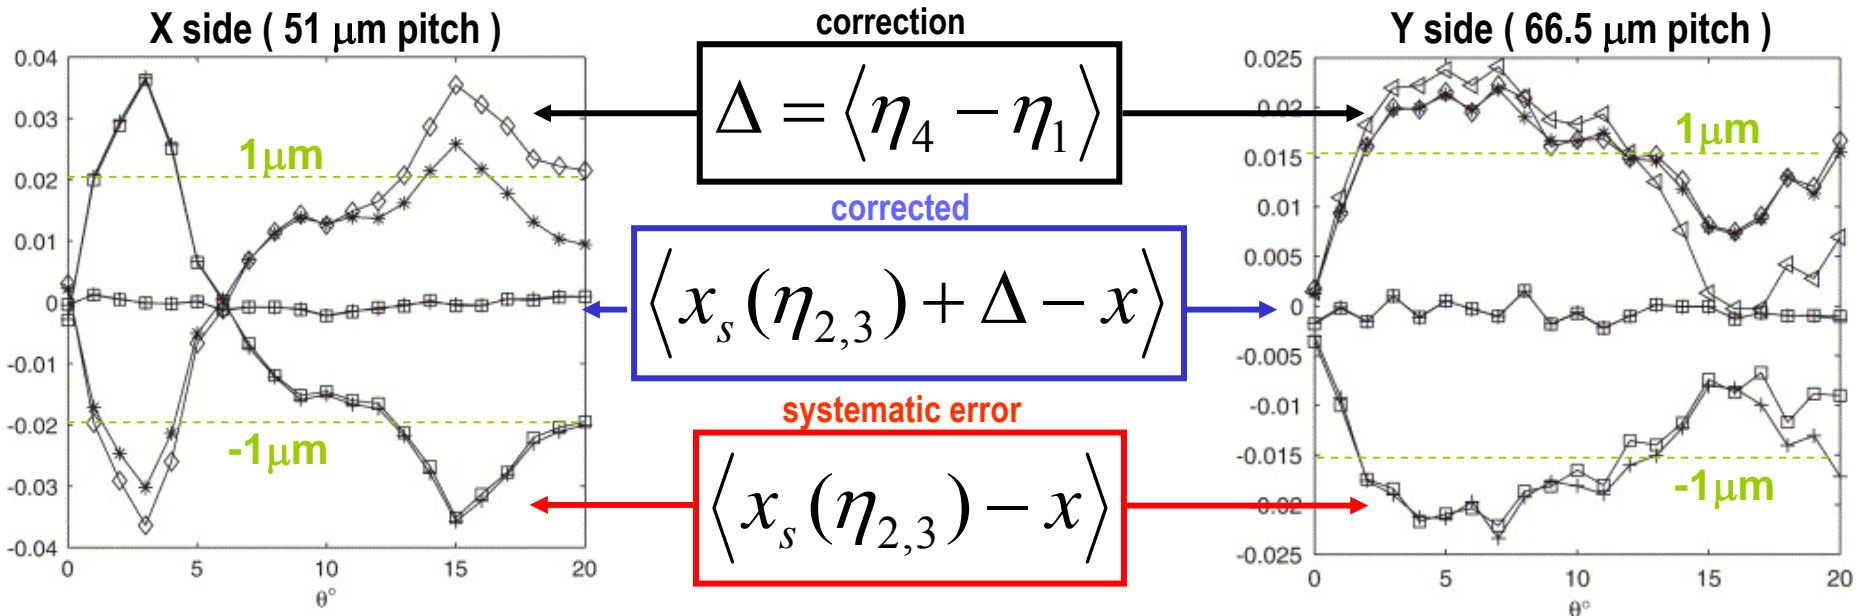 X side ( 51 μm pitch )
0.04
0.03
0.02
0.01
0
-0.01
-0.02
-0.03
-0.04
0
5
10
15
20
θ°
1μm
-1μm
correction
Δ = ⟨η₄ − η₁⟩
corrected
⟨xₛ(η₂,₃) + Δ − x⟩
systematic error
⟨xₛ(η₂,₃) − x⟩
Y side ( 66.5 μm pitch )
0.025
0.02
0.015
0.01
0.005
0
-0.005
-0.01
-0.015
-0.02
-0.025
0
5
10
15
20
θ°
1μm
-1μm